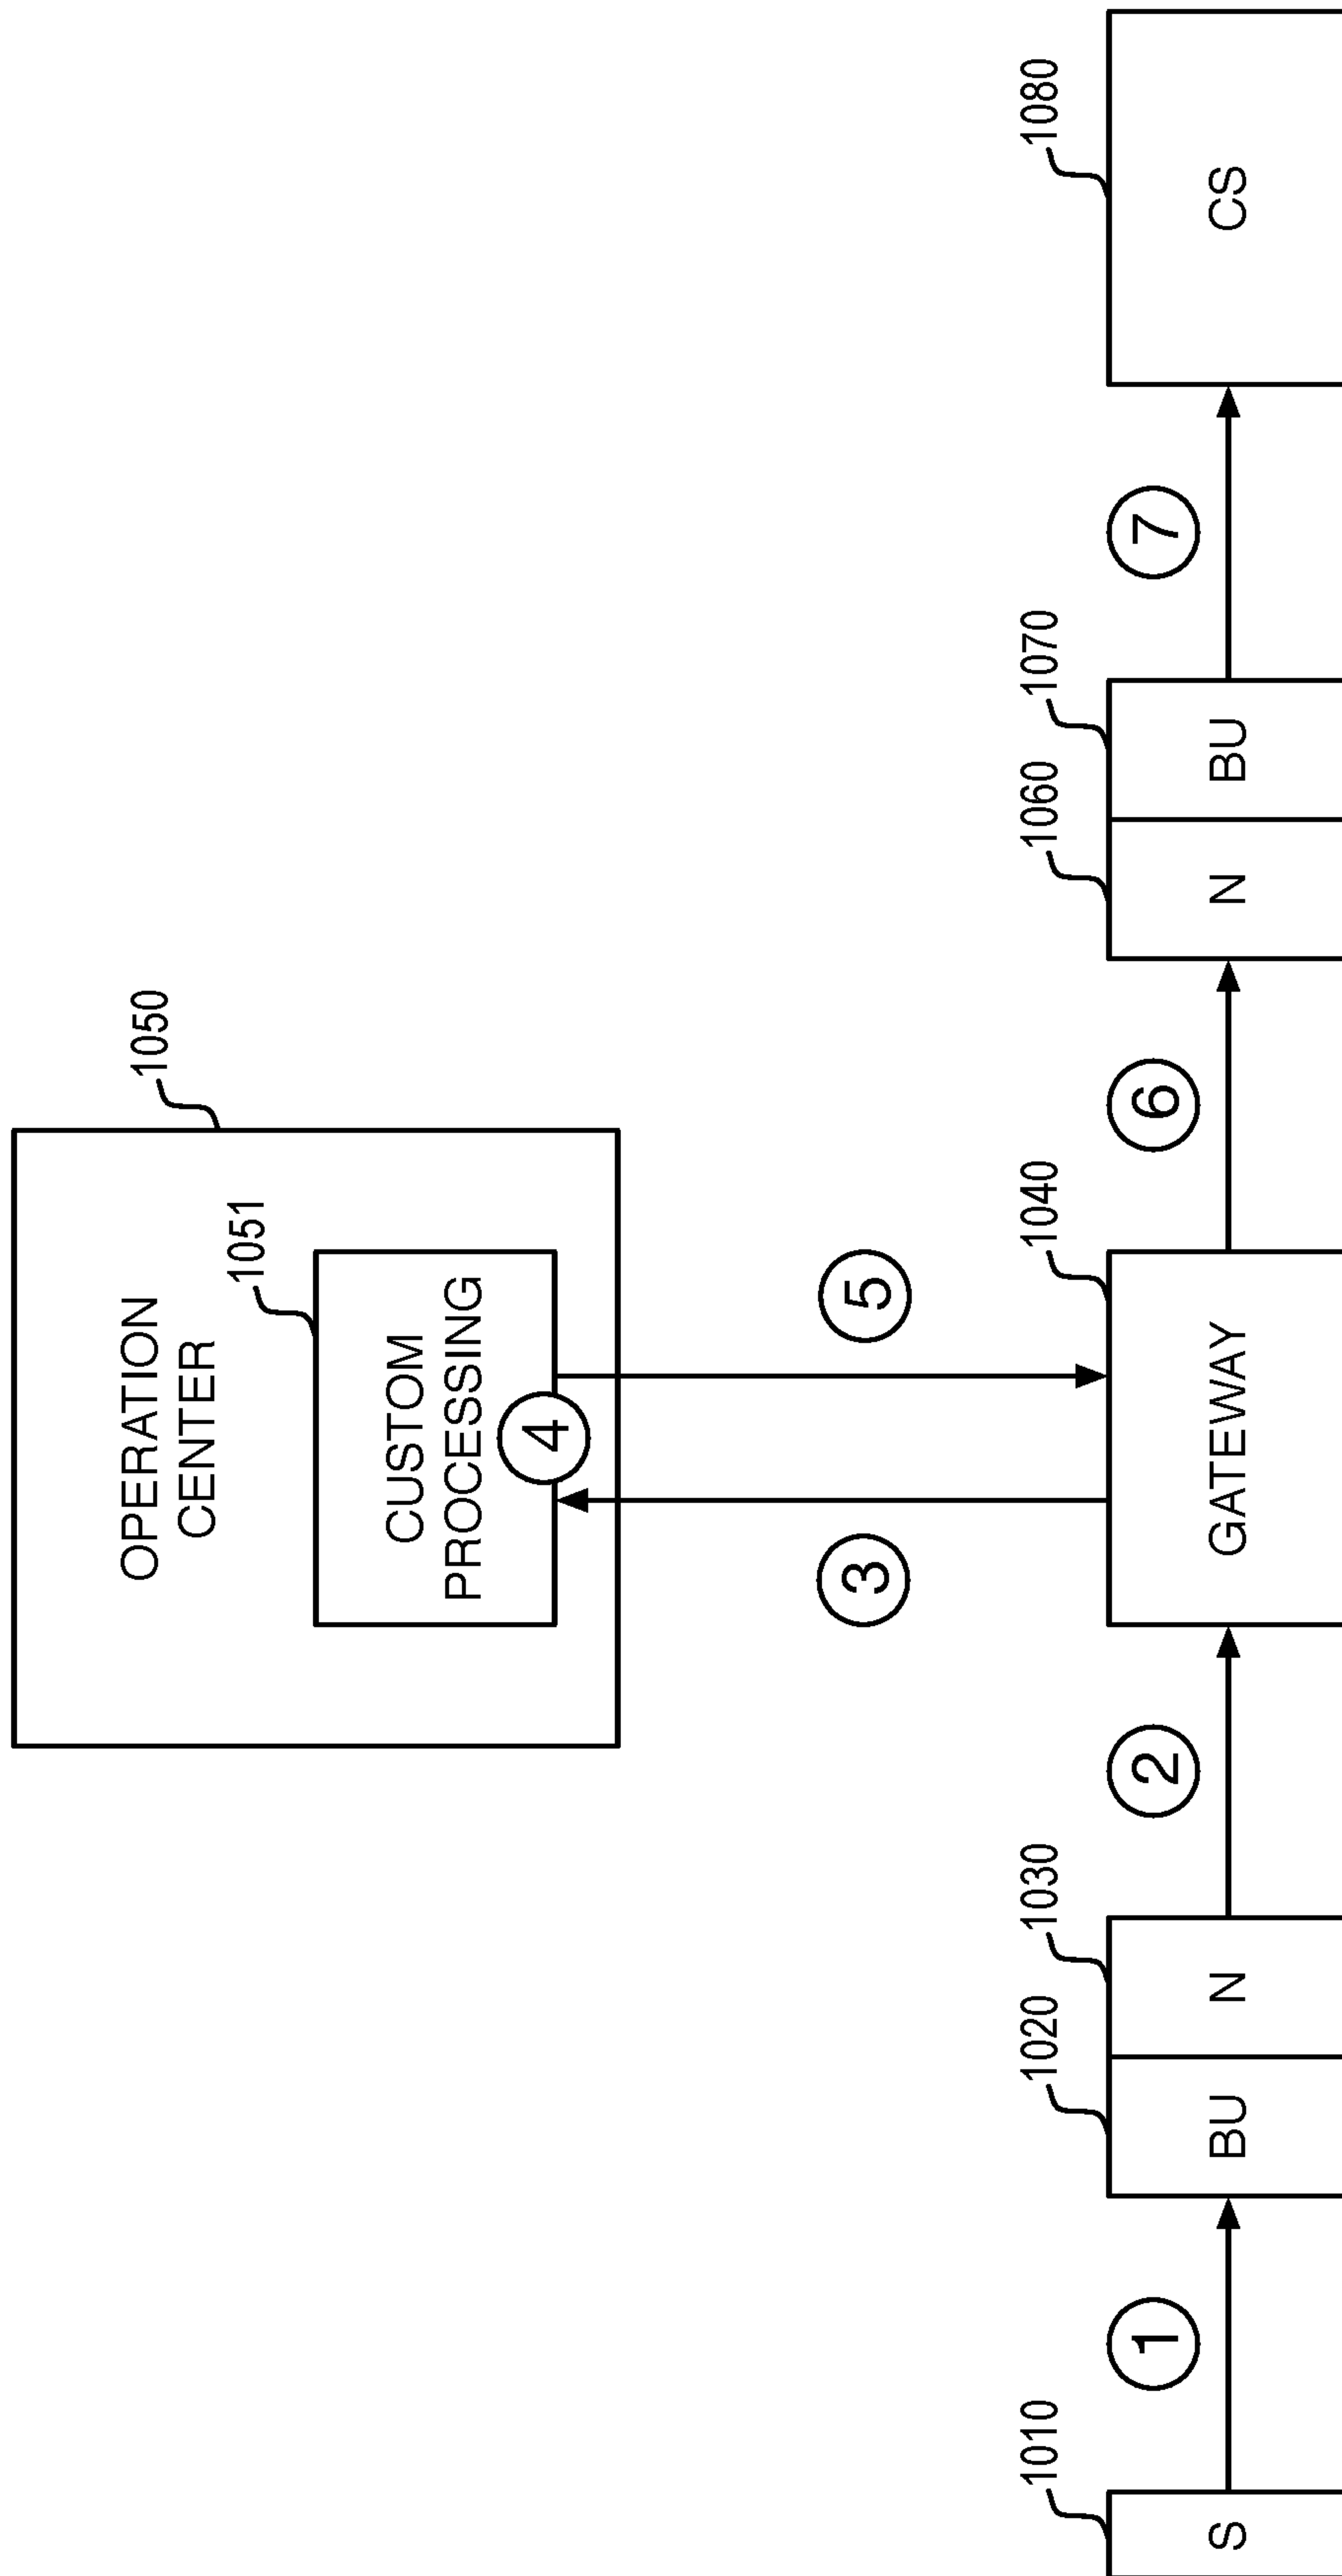 OPERATION
CENTER
1050
1051
CUSTOM
PROCESSING
4
3
5
1010
1020
1030
1040
1060
1070
1080
1
2
6
7
S
BU
N
GATEWAY
N
BU
CS